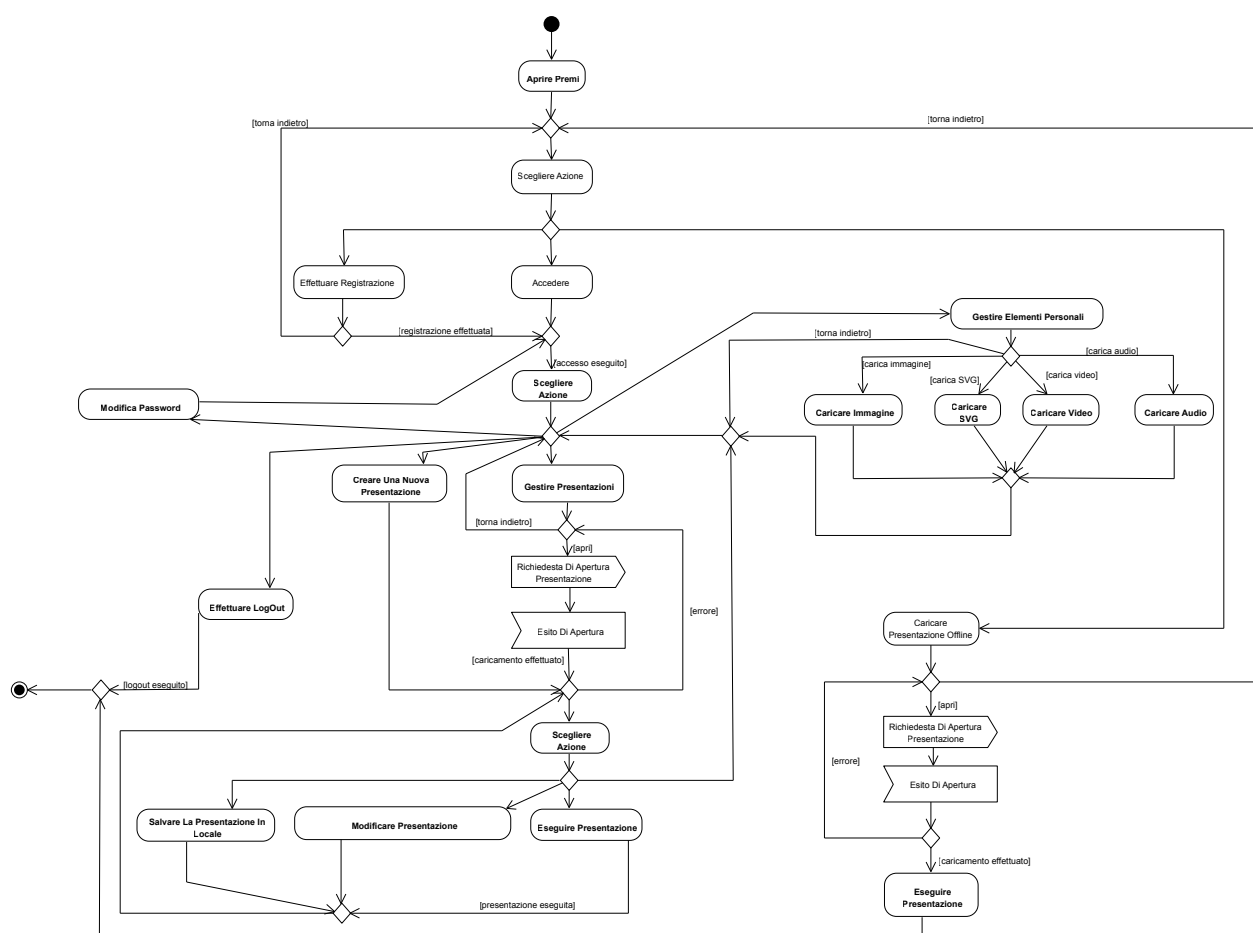 Aprire Premi
[torna indietro]
[torna indietro]
Scegliere Azione
Effettuare Registrazione
Accedere
Gestire Elementi Personali
[registrazione effettuata]
[torna indietro]
[carica audio]
[accesso eseguito]
[carica immagine]
[carica SVG]
[carica video]
Scegliere
Azione
Modifica Password
Caricare Immagine
Caricare
SVG
Caricare Video
Caricare Audio
Creare Una Nuova
Presentazione
Gestire Presentazioni
[torna indietro]
[apri]
Richiedesta Di Apertura
Presentazione
Effettuare LogOut
[errore]
Esito Di Apertura
Caricare
Presentazione Offline
[caricamento effettuato]
[logout eseguito]
[apri]
Scegliere
Azione
Richiedesta Di Apertura
Presentazione
[errore]
Esito Di Apertura
Salvare La Presentazione In
Locale
Modificare Presentazione
Eseguire Presentazione
[caricamento effettuato]
Eseguire
Presentazione
[presentazione eseguita]